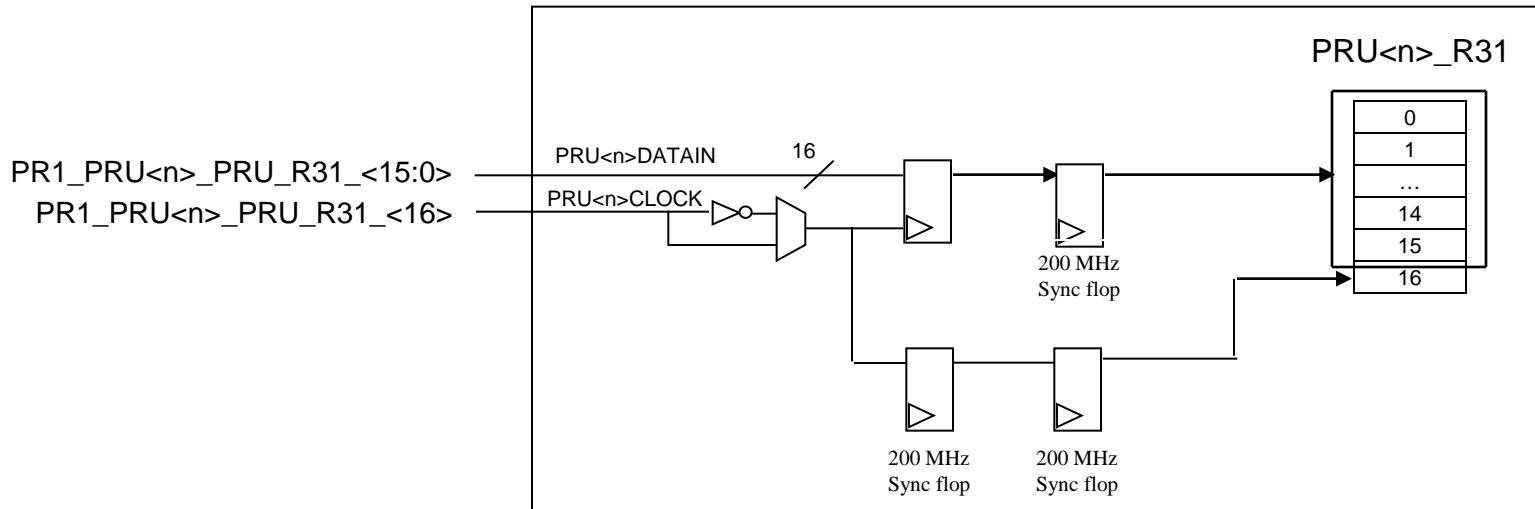 PRU<n>_R31
0
1
...
14
15
16
PR1_PRU<n>_PRU_R31_<15:0>
PR1_PRU<n>_PRU_R31_<16>
PRU<n>DATAIN
16
PRU<n>CLOCK
200 MHz
Sync flop
200 MHz
Sync flop
200 MHz
Sync flop